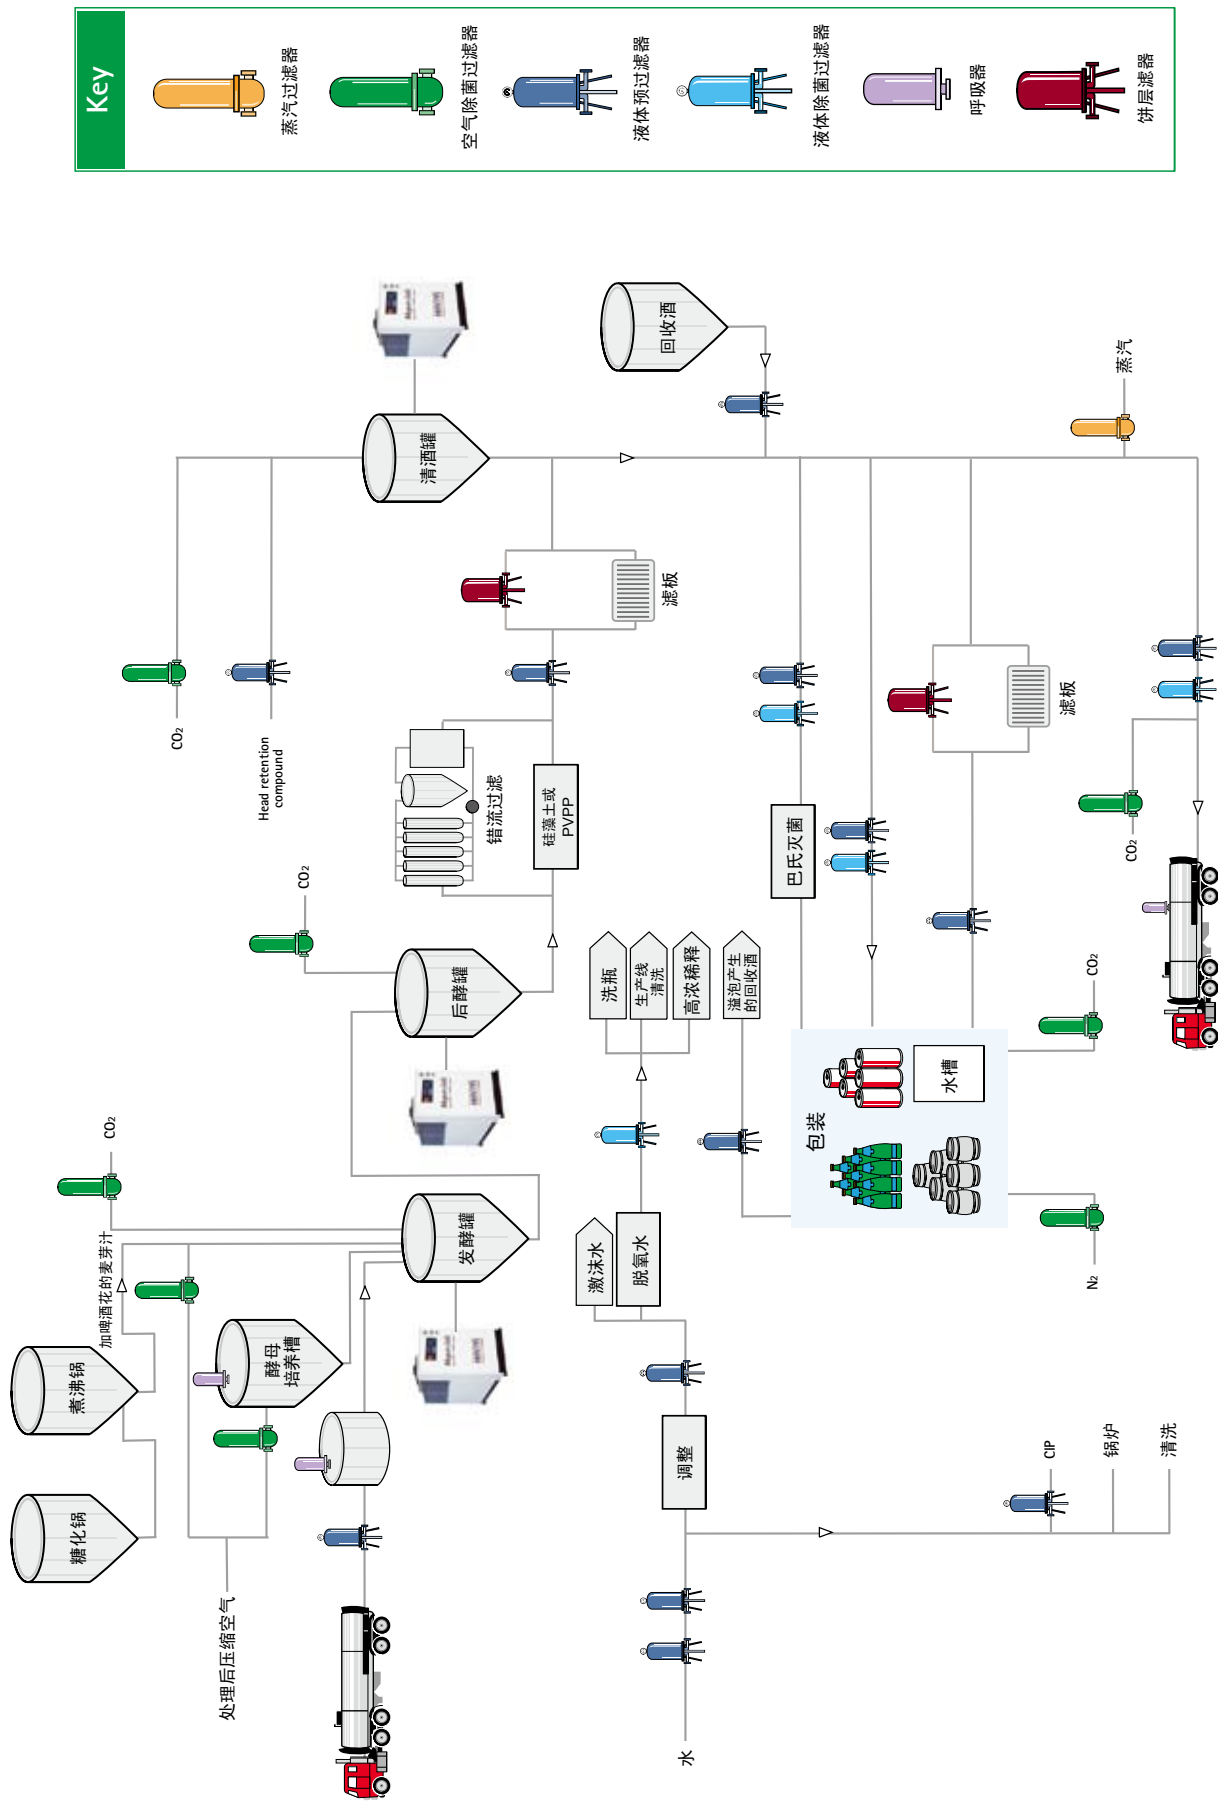 Key
蒸汽过滤器
空气除菌过滤器
液体预过滤器
液体除菌过滤器
呼吸器
饼层滤器
糖化锅
煮沸锅
加啤酒花的麦芽汁
CO₂
处理后压缩空气
酵母
培养槽
发酵罐
CO₂
后酵罐
错流过滤
硅藻土或
PVPP
CO₂
Head retention
compound
滤板
清酒罐
回收酒
水
调整
激沫水
脱氧水
洗瓶
生产线
清洗
高浓稀释
溢泡产生
的回收酒
CIP
锅炉
清洗
包装
水槽
巴氏灭菌
滤板
N₂
CO₂
CO₂
蒸汽